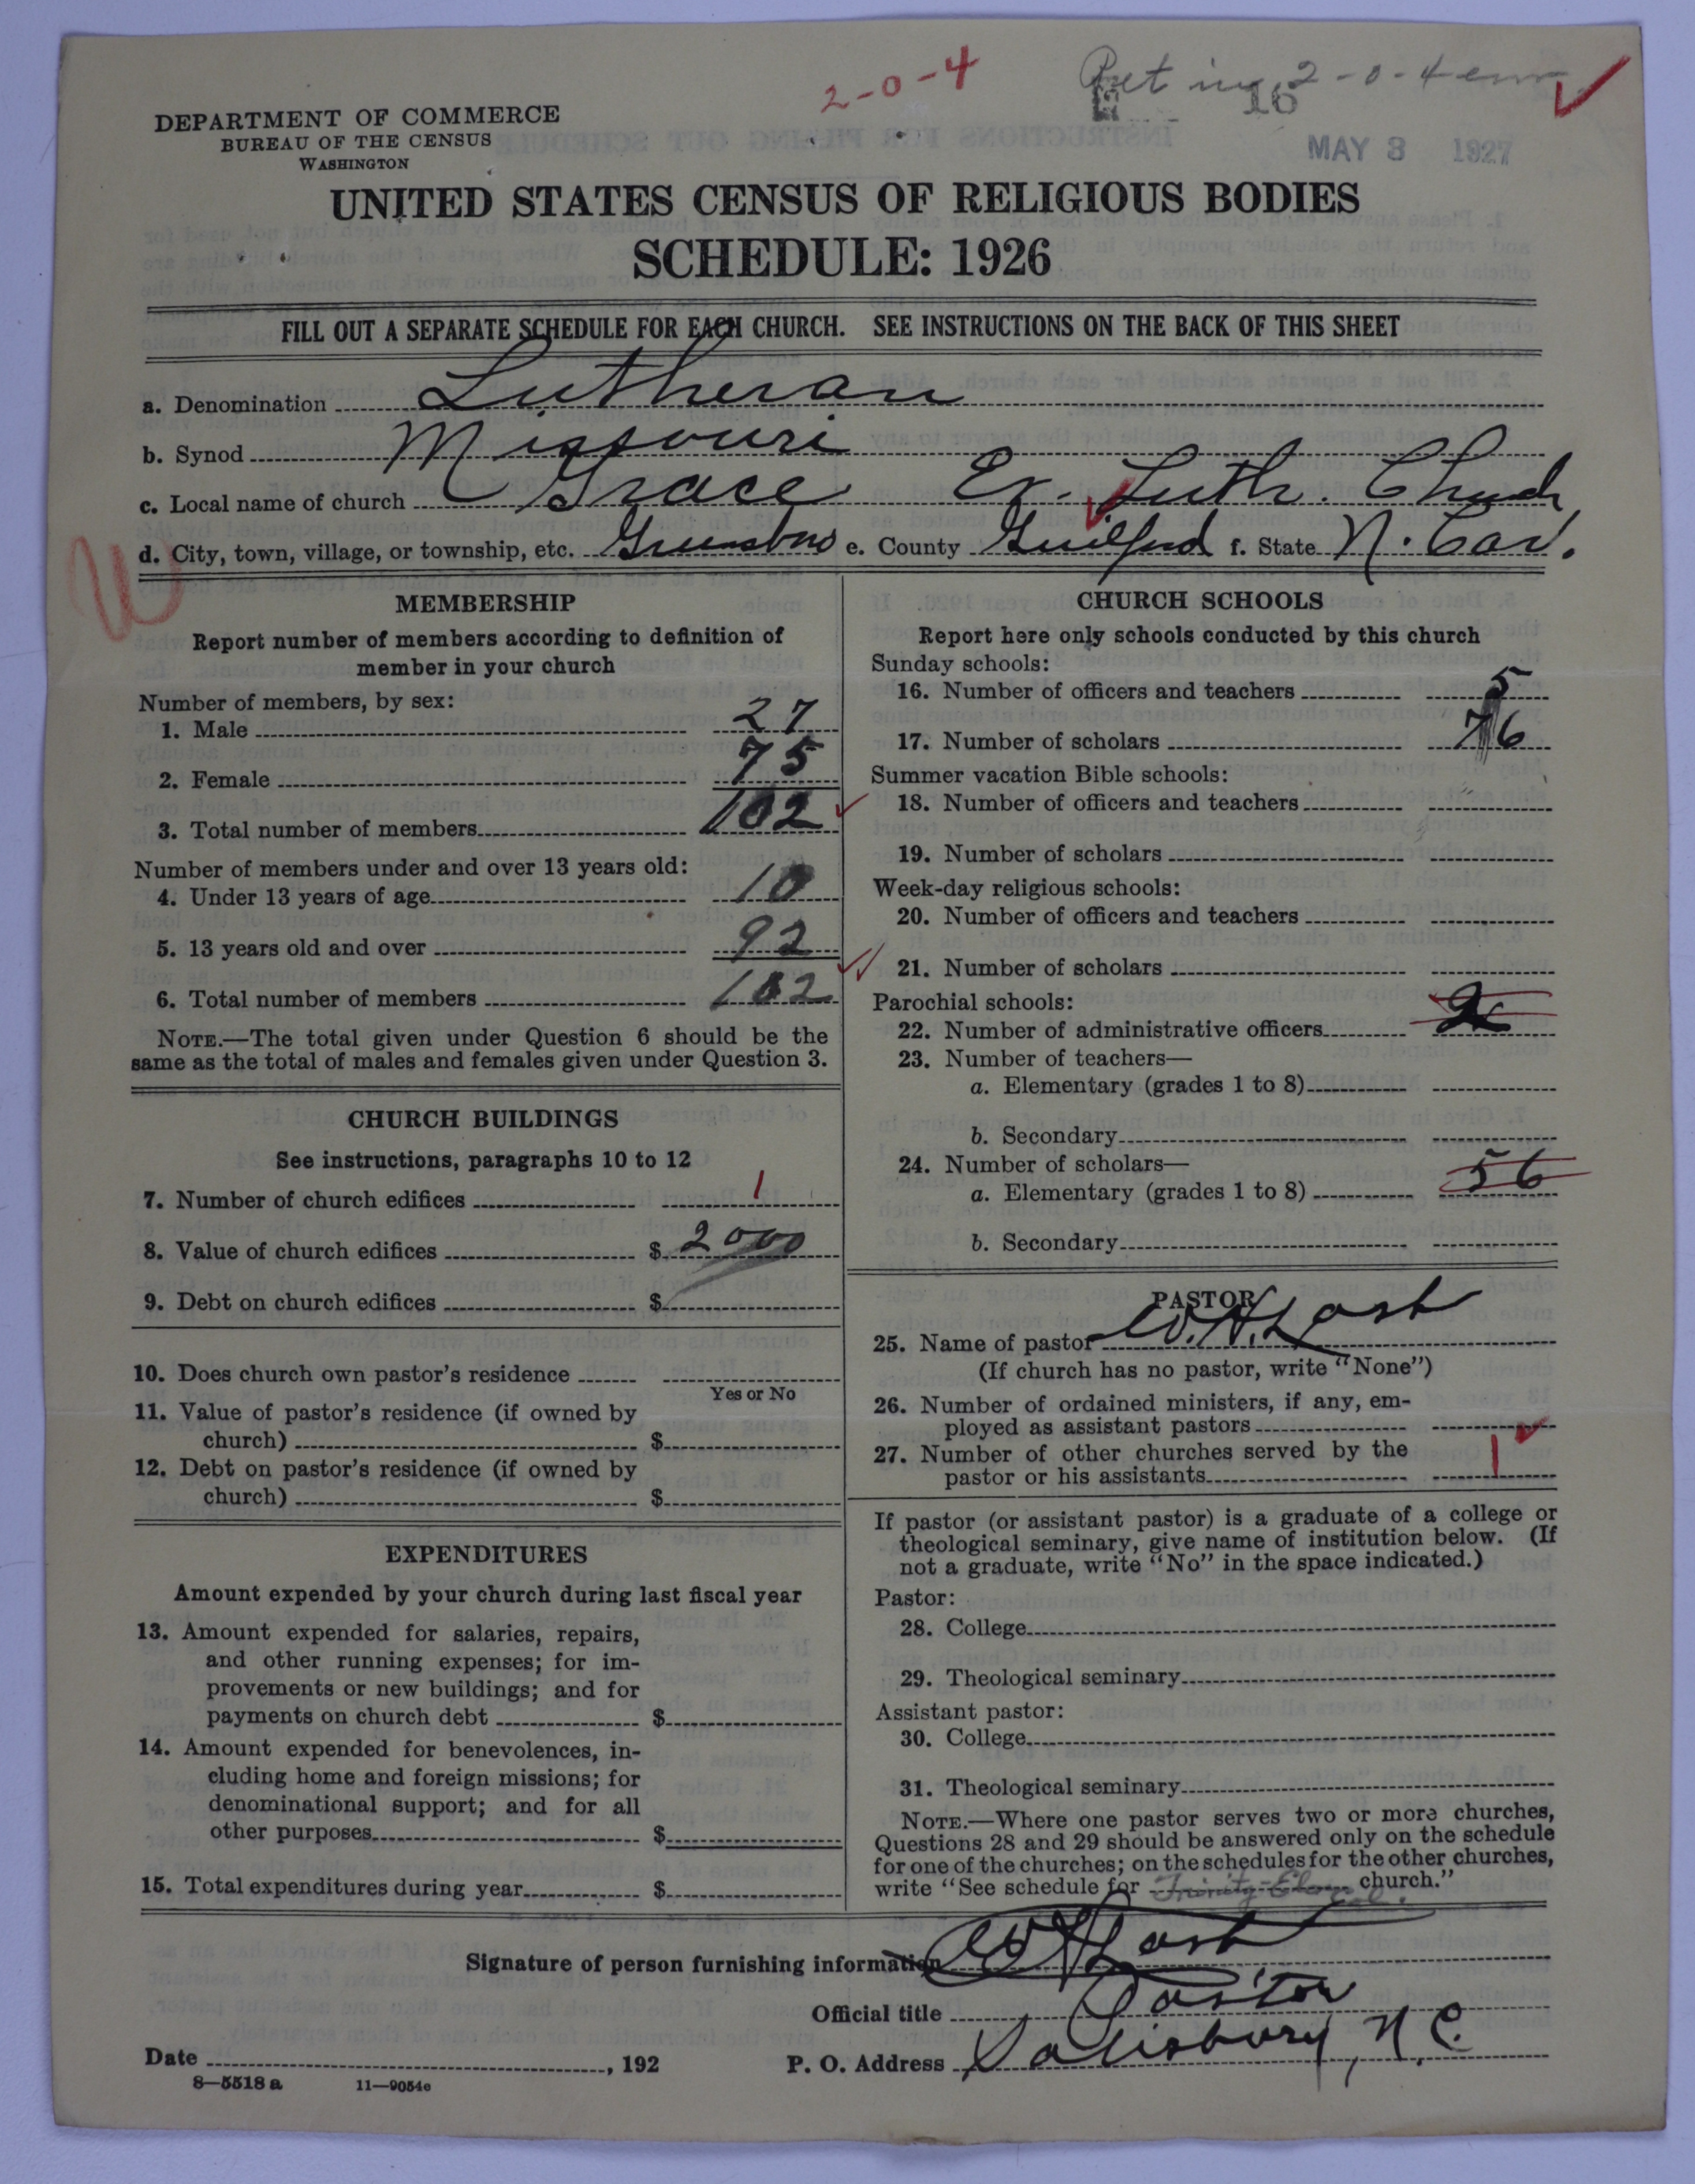 2-0-4
Ret in 2-0-4
16
DEPARTMENT OF COMMERCE
BUREAU OF THE CENSUS
WASHINGTON
MAY 3 1927
UNITED STATES CENSUS OF RELIGIOUS BODIES
SCHEDULE: 1926
FILL OUT A SEPARATE SCHEDULE FOR EACH CHURCH. SEE INSTRUCTIONS ON THE BACK OF THIS SHEET
a. Denomination Lutheran
b. Synod Missouri
c. Local name of church Grace Ev. Luth. Church
d. City, town, village, or township, etc. Greensboro e. County Guilford f. State N. Car.
MEMBERSHIP
Report number of members according to definition of
member in your church
Number of members, by sex:
1. Male 27
2. Female 75
3. Total number of members 102
Number of members under and over 13 years old:
4. Under 13 years of age 10
5. 13 years old and over 92
6. Total number of members 102
NOTE.—The total given under Question 6 should be the
same as the total of males and females given under Question 3.
CHURCH BUILDINGS
See instructions, paragraphs 10 to 12
7. Number of church edifices 1
8. Value of church edifices $ 2000
9. Debt on church edifices $
10. Does church own pastor's residence
Yes or No
11. Value of pastor's residence (if owned by
church) $
12. Debt on pastor's residence (if owned by
church) $
EXPENDITURES
Amount expended by your church during last fiscal year
13. Amount expended for salaries, repairs,
and other running expenses; for im-
provements or new buildings; and for
payments on church debt $
14. Amount expended for benevolences, in-
cluding home and foreign missions; for
denominational support; and for all
other purposes $
15. Total expenditures during year $
CHURCH SCHOOLS
Report here only schools conducted by this church
Sunday schools:
16. Number of officers and teachers 5
17. Number of scholars 76
Summer vacation Bible schools:
18. Number of officers and teachers
19. Number of scholars
Week-day religious schools:
20. Number of officers and teachers
21. Number of scholars
Parochial schools:
22. Number of administrative officers 2
23. Number of teachers—
a. Elementary (grades 1 to 8)
b. Secondary
24. Number of scholars—
a. Elementary (grades 1 to 8) 56
b. Secondary
PASTOR
25. Name of pastor W. H. Lash
(If church has no pastor, write "None")
26. Number of ordained ministers, if any, em-
ployed as assistant pastors
27. Number of other churches served by the
pastor or his assistants 1
If pastor (or assistant pastor) is a graduate of a college or
theological seminary, give name of institution below. (If
not a graduate, write "No" in the space indicated.)
Pastor:
28. College
29. Theological seminary
Assistant pastor:
30. College
31. Theological seminary
NOTE.—Where one pastor serves two or more churches,
Questions 28 and 29 should be answered only on the schedule
for one of the churches; on the schedules for the other churches,
write "See schedule for Trinity church."
Signature of person furnishing information W H Lash
Official title Pastor
Date , 192 P. O. Address Salisbury, N. C.
8—5518 a 11—9054e